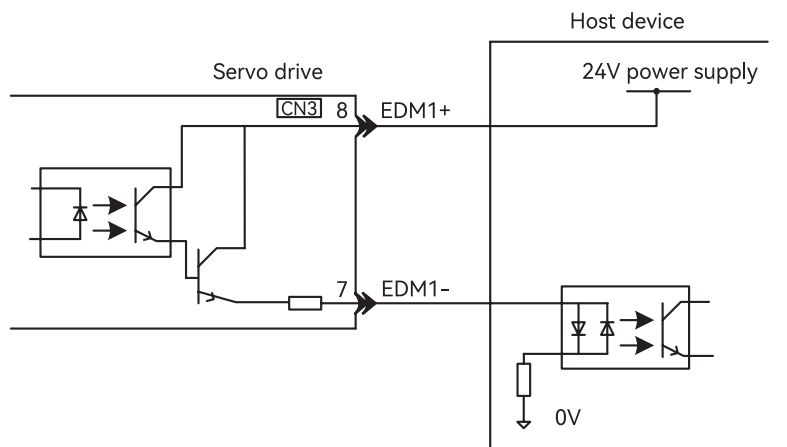 Host device
Servo drive
24V power supply
CN3 8 EDM1+
7 EDM1-
0V